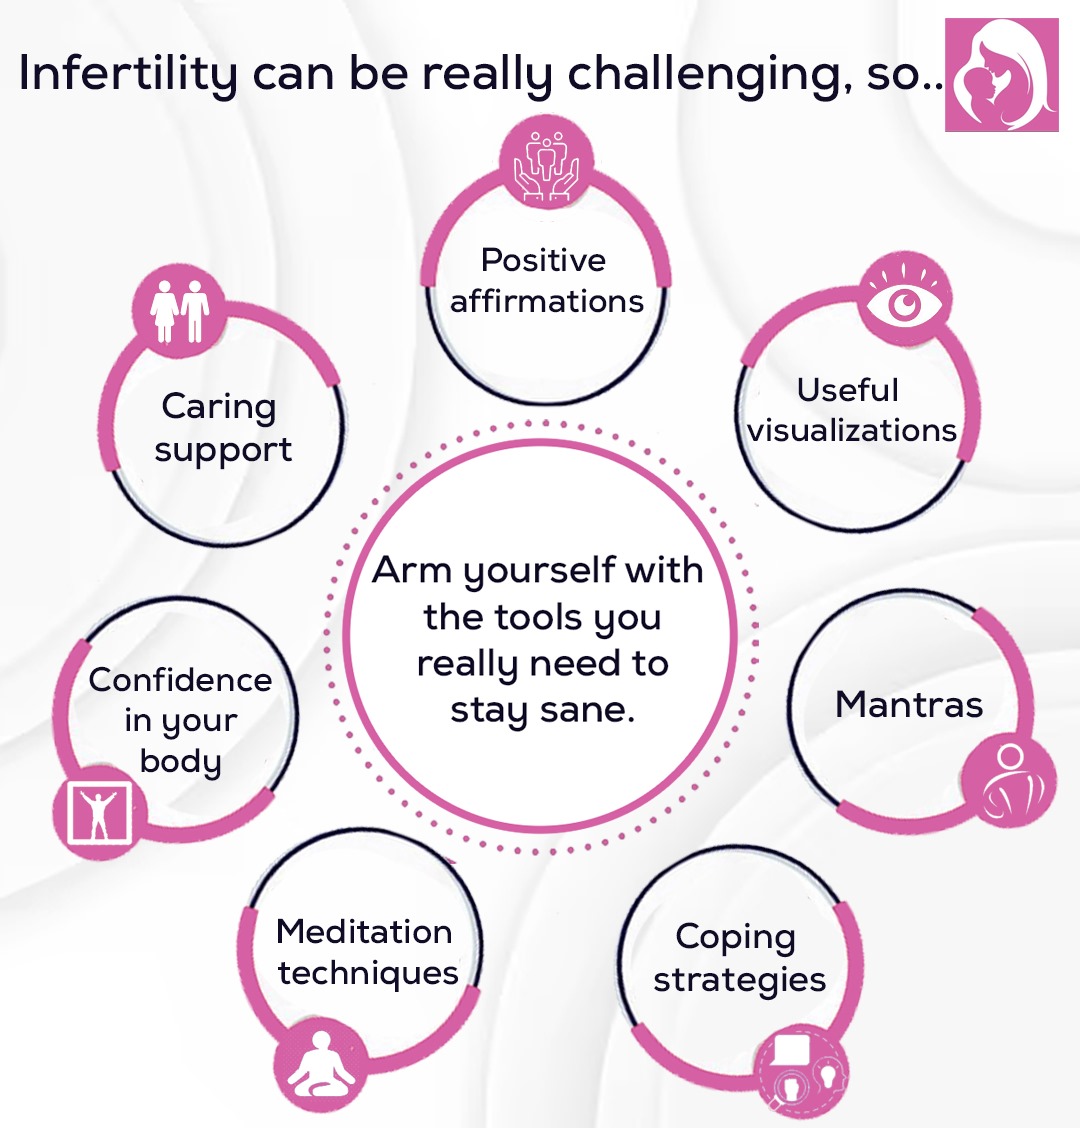 Infertility can be really challenging, so..
Positive
affirmations
Useful
visualizations
Caring
support
Arm yourself with
the tools you
really need to
stay sane.
Confidence
in your
body
Mantras
Meditation
techniques
Coping
strategies